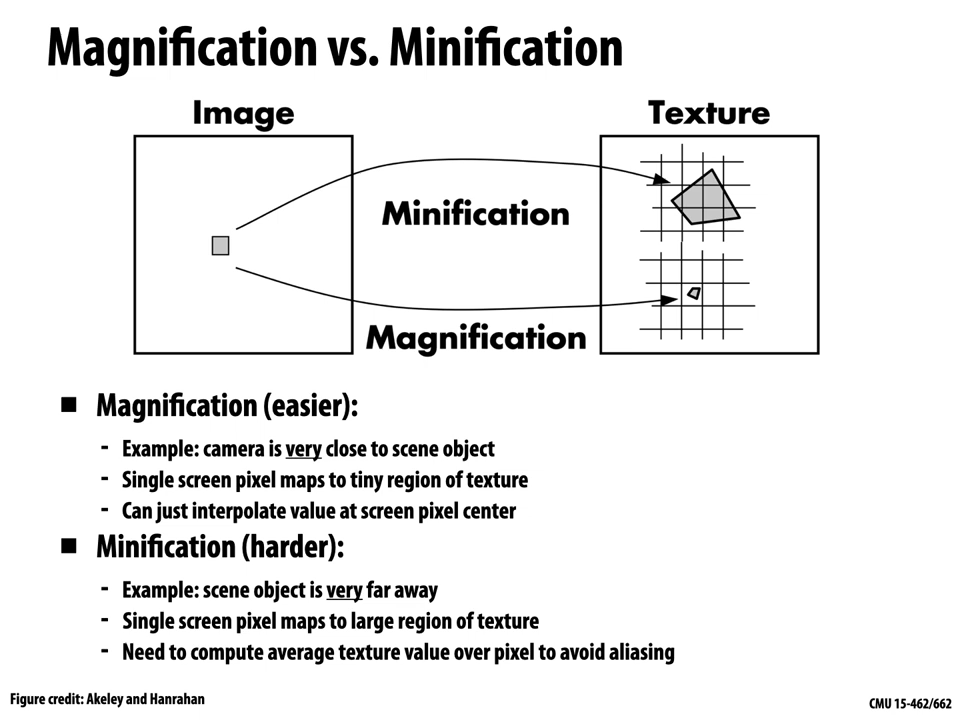 Magnification vs. Minification
Image
Texture
Minification
Magnification
■ Magnification (easier):
- Example: camera is very close to scene object
- Single screen pixel maps to tiny region of texture
- Can just interpolate value at screen pixel center
■ Minification (harder):
- Example: scene object is very far away
- Single screen pixel maps to large region of texture
- Need to compute average texture value over pixel to avoid aliasing
Figure credit: Akeley and Hanrahan
CMU 15-462/662